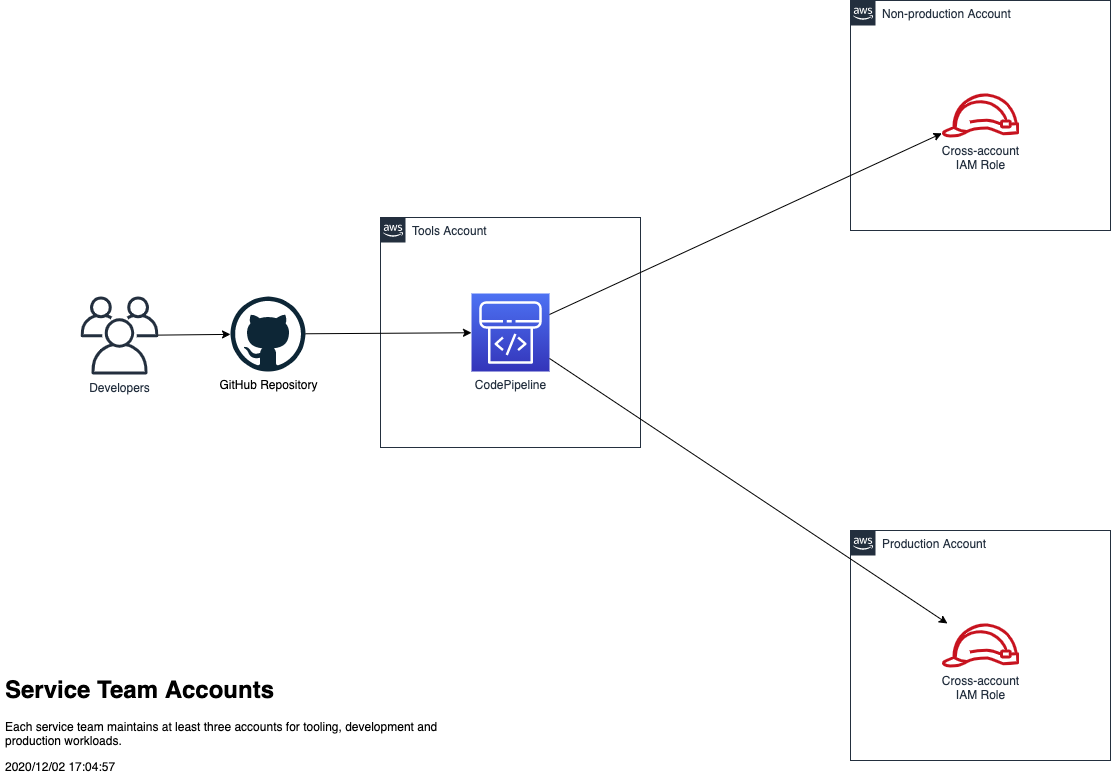 aws
Non-production Account
Cross-account
IAM Role
aws
Tools Account
</>
Developers
GitHub Repository
CodePipeline
aws
Production Account
Cross-account
IAM Role
Service Team Accounts
Each service team maintains at least three accounts for tooling, development and
production workloads.
2020/12/02 17:04:57